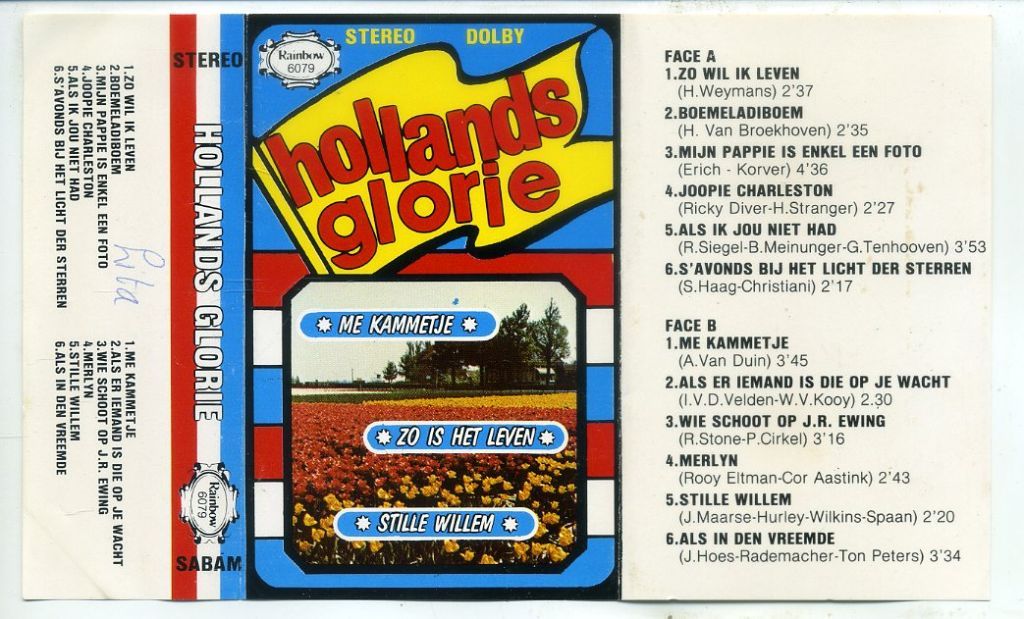 1.ZO WIL IK LEVEN
2.BOEMELADIBOEM
3.MIJN PAPPIE IS ENKEL EEN FOTO
4.JOOPIE CHARLESTON
5.ALS IK JOU NIET HAD
6.S'AVONDS BIJ HET LICHT DER STERREN
Lita
1.ME KAMMETJE
2.ALS ER IEMAND IS DIE OP JE WACHT
3.WIE SCHOOT OP J.R. EWING
4.MERLYN
5.STILLE WILLEM
6.ALS IN DEN VREEMDE
STEREO
HOLLANDS GLORIE
Rainbow
6079
SABAM
Rainbow
6079
STEREO DOLBY
hollands
glorie
ME KAMMETJE
ZO IS HET LEVEN
STILLE WILLEM
FACE A
1.ZO WIL IK LEVEN
(H.Weymans) 2'37
2.BOEMELADIBOEM
(H. Van Broekhoven) 2'35
3.MIJN PAPPIE IS ENKEL EEN FOTO
(Erich - Korver) 4'36
4.JOOPIE CHARLESTON
(Ricky Diver-H.Stranger) 2'27
5.ALS IK JOU NIET HAD
(R.Siegel-B.Meinunger-G.Tenhooven) 3'53
6.S'AVONDS BIJ HET LICHT DER STERREN
(S.Haag-Christiani) 2'17
FACE B
1.ME KAMMETJE
(A.Van Duin) 3'45
2.ALS ER IEMAND IS DIE OP JE WACHT
(I.V.D.Velden-W.V.Kooy) 2.30
3.WIE SCHOOT OP J.R. EWING
(R.Stone-P.Cirkel) 3'16
4.MERLYN
(Rooy Eltman-Cor Aastink) 2'43
5.STILLE WILLEM
(J.Maarse-Hurley-Wilkins-Spaan) 2'20
6.ALS IN DEN VREEMDE
(J.Hoes-Rademacher-Ton Peters) 3'34